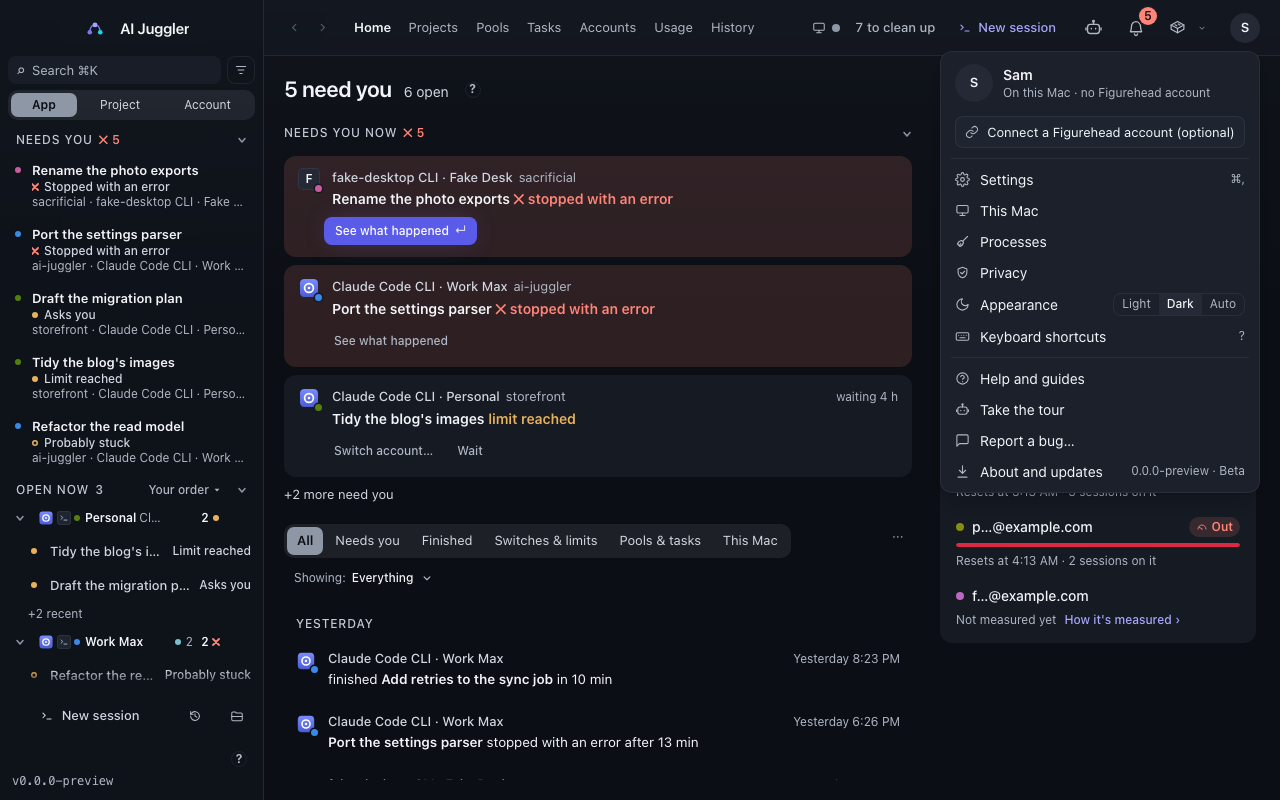 AI Juggler
Search ⌘K
App Project Account
NEEDS YOU 5
Rename the photo exports
Stopped with an error
sacrificial · fake-desktop CLI · Fake ...
Port the settings parser
Stopped with an error
ai-juggler · Claude Code CLI · Work ...
Draft the migration plan
Asks you
storefront · Claude Code CLI · Perso...
Tidy the blog's images
Limit reached
storefront · Claude Code CLI · Perso...
Refactor the read model
Probably stuck
ai-juggler · Claude Code CLI · Work ...
OPEN NOW 3 Your order
Personal Cl... 2
Tidy the blog's i... Limit reached
Draft the migration p... Asks you
+2 recent
Work Max 2 2
Refactor the re... Probably stuck
New session
?
v0.0.0-preview
Home Projects Pools Tasks Accounts Usage History
7 to clean up New session 5 S
5 need you 6 open ?
NEEDS YOU NOW 5
F fake-desktop CLI · Fake Desk sacrificial
Rename the photo exports stopped with an error
See what happened
Claude Code CLI · Work Max ai-juggler
Port the settings parser stopped with an error
See what happened
Claude Code CLI · Personal storefront waiting 4 h
Tidy the blog's images limit reached
Switch account... Wait
+2 more need you
All Needs you Finished Switches & limits Pools & tasks This Mac ...
Showing: Everything
YESTERDAY
Claude Code CLI · Work Max Yesterday 8:23 PM
finished Add retries to the sync job in 10 min
Claude Code CLI · Work Max Yesterday 6:26 PM
Port the settings parser stopped with an error after 13 min
S Sam
On this Mac · no Figurehead account
Connect a Figurehead account (optional)
Settings ⌘,
This Mac
Processes
Privacy
Appearance Light Dark Auto
Keyboard shortcuts ?
Help and guides
Take the tour
Report a bug...
About and updates 0.0.0-preview · Beta
p...@example.com Out
Resets at 4:13 AM · 2 sessions on it
f...@example.com
Not measured yet How it's measured ›